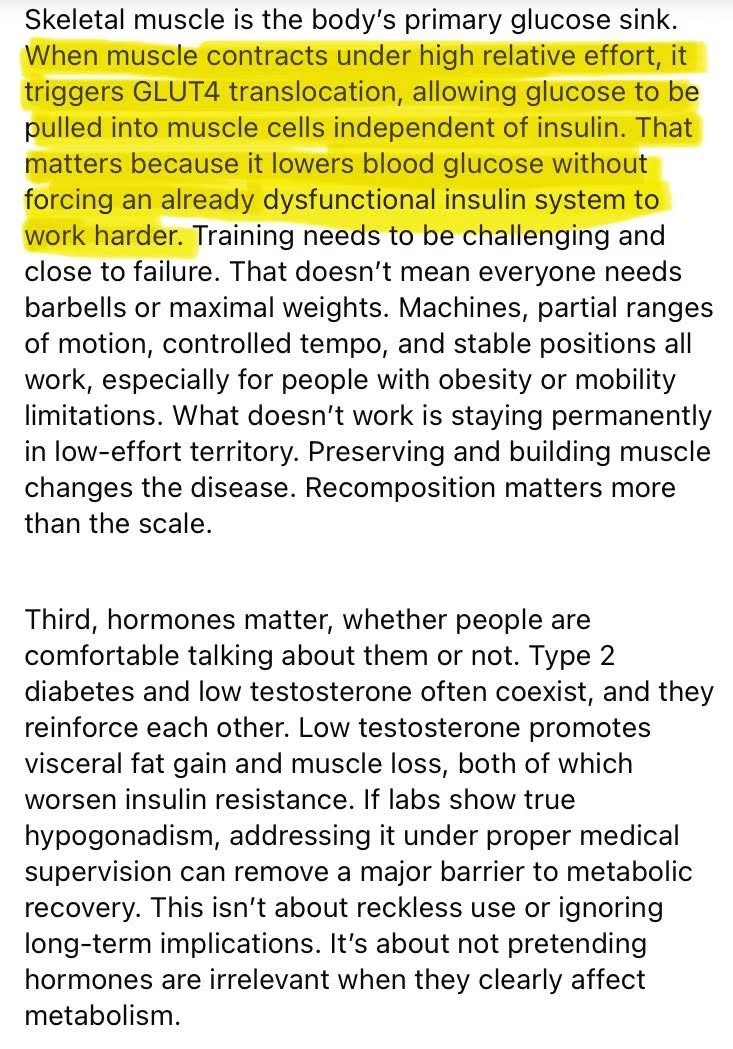 Skeletal muscle is the body’s primary glucose sink.
When muscle contracts under high relative effort, it
triggers GLUT4 translocation, allowing glucose to be
pulled into muscle cells independent of insulin. That
matters because it lowers blood glucose without
forcing an already dysfunctional insulin system to
work harder. Training needs to be challenging and
close to failure. That doesn’t mean everyone needs
barbells or maximal weights. Machines, partial ranges
of motion, controlled tempo, and stable positions all
work, especially for people with obesity or mobility
limitations. What doesn’t work is staying permanently
in low-effort territory. Preserving and building muscle
changes the disease. Recomposition matters more
than the scale.
Third, hormones matter, whether people are
comfortable talking about them or not. Type 2
diabetes and low testosterone often coexist, and they
reinforce each other. Low testosterone promotes
visceral fat gain and muscle loss, both of which
worsen insulin resistance. If labs show true
hypogonadism, addressing it under proper medical
supervision can remove a major barrier to metabolic
recovery. This isn’t about reckless use or ignoring
long-term implications. It’s about not pretending
hormones are irrelevant when they clearly affect
metabolism.